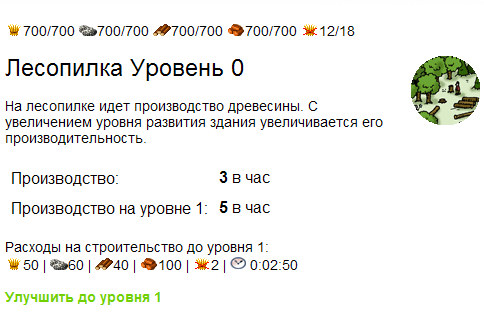 700/700 700/700 700/700 700/700 12/18
Лесопилка Уровень 0
На лесопилке идет производство древесины. С
увеличением уровня развития здания увеличивается его
производительность.
Производство: 3 в час
Производство на уровне 1: 5 в час
Расходы на строительство до уровня 1:
50 | 60 | 40 | 100 | 2 | 0:02:50
Улучшить до уровня 1